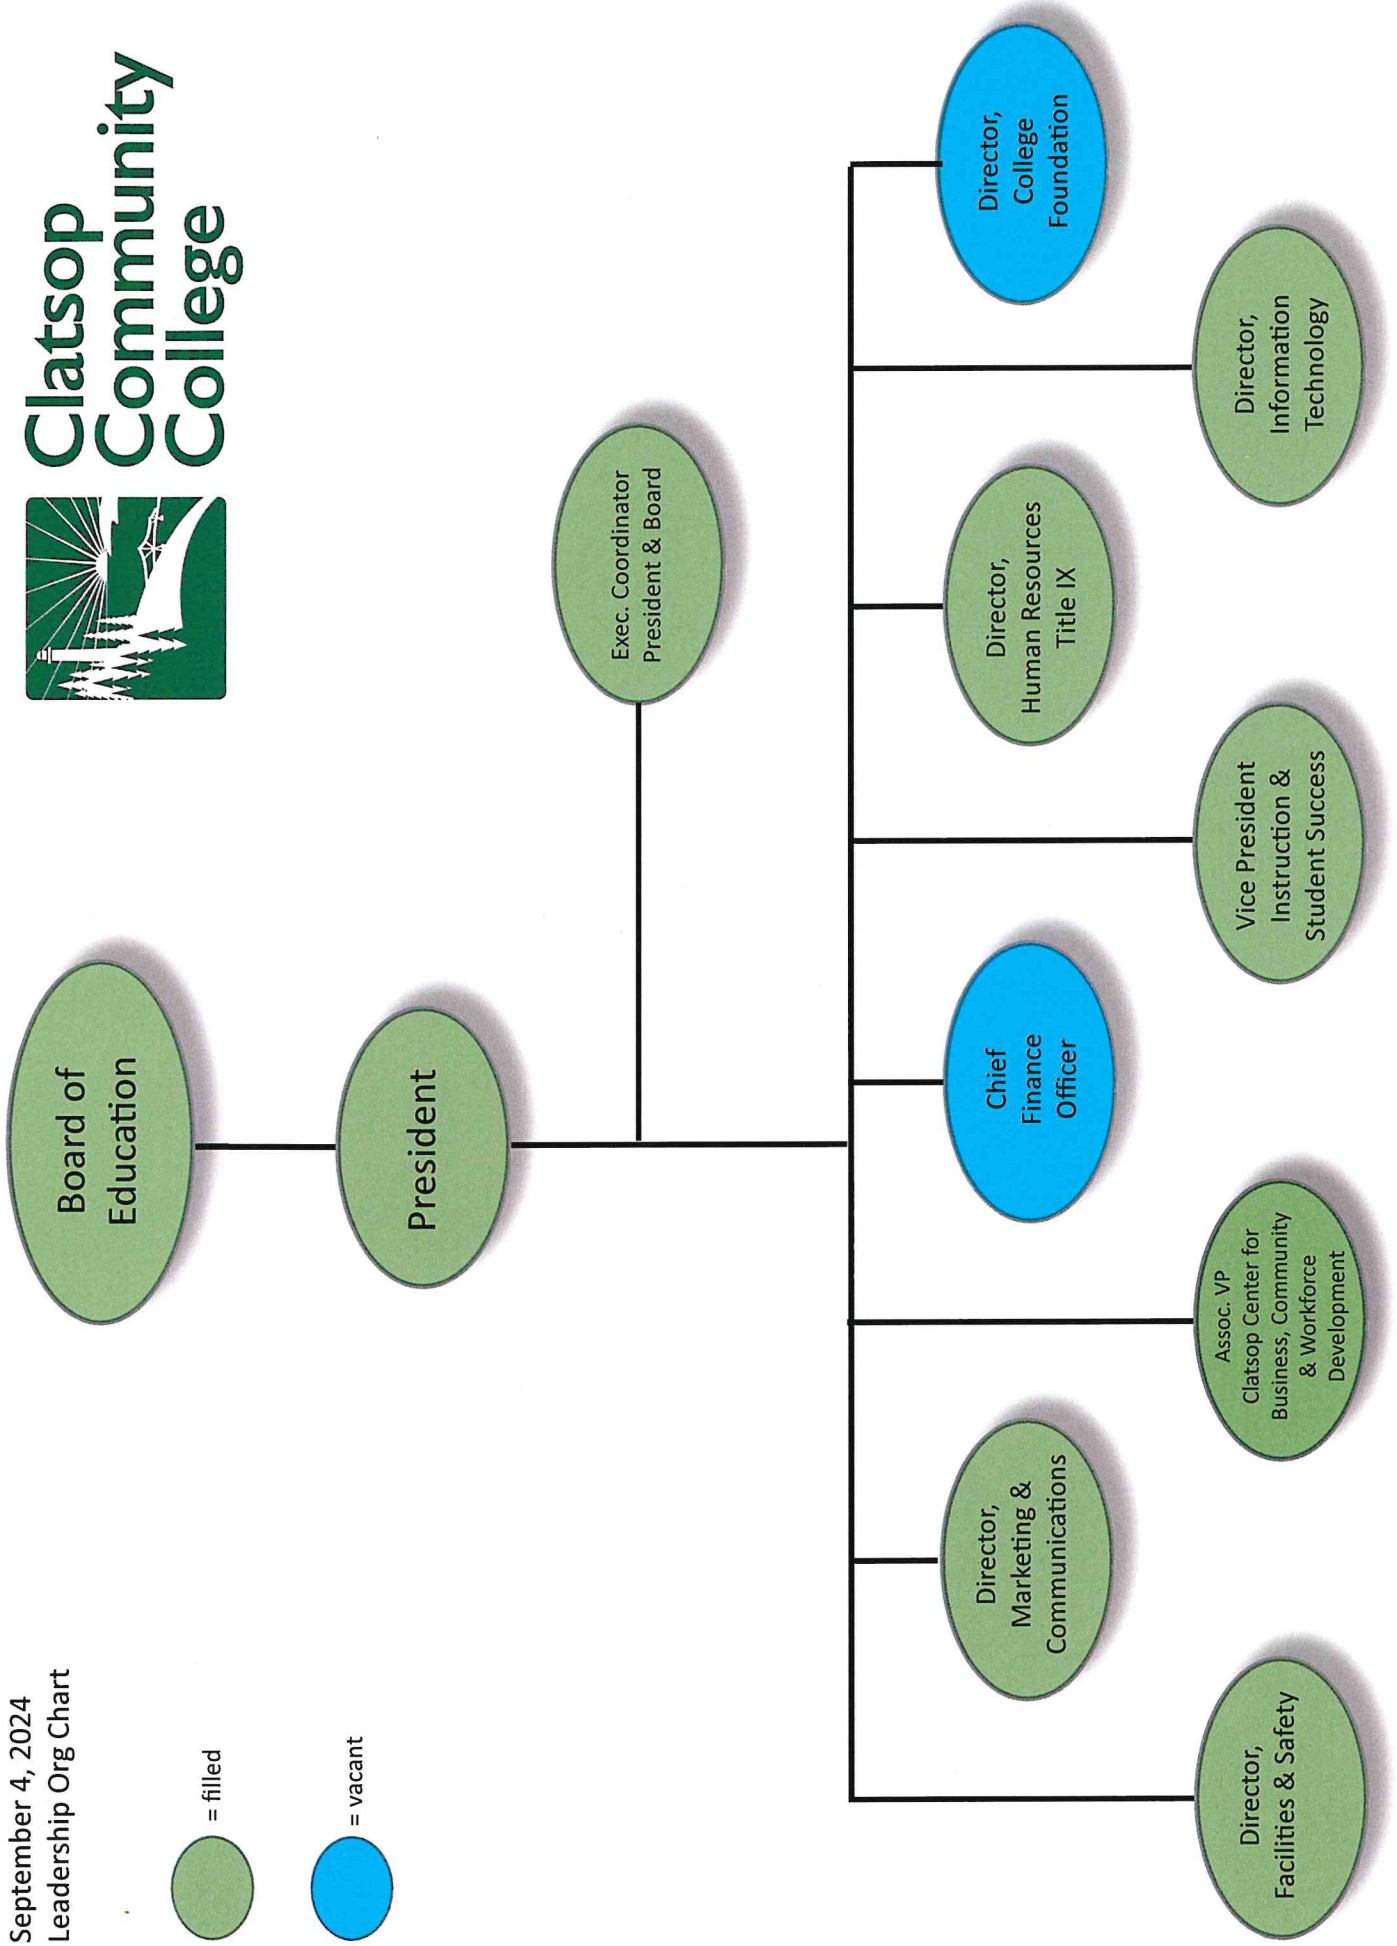 September 4, 2024
Leadership Org Chart
= filled
= vacant
Clatsop
Community
College
Board of
Education
President
Exec. Coordinator
President & Board
Director,
Facilities & Safety
Director,
Marketing &
Communications
Assoc. VP
Clatsop Center for
Business, Community
& Workforce
Development
Chief
Finance
Officer
Vice President
Instruction &
Student Success
Director,
Human Resources
Title IX
Director,
Information
Technology
Director,
College
Foundation